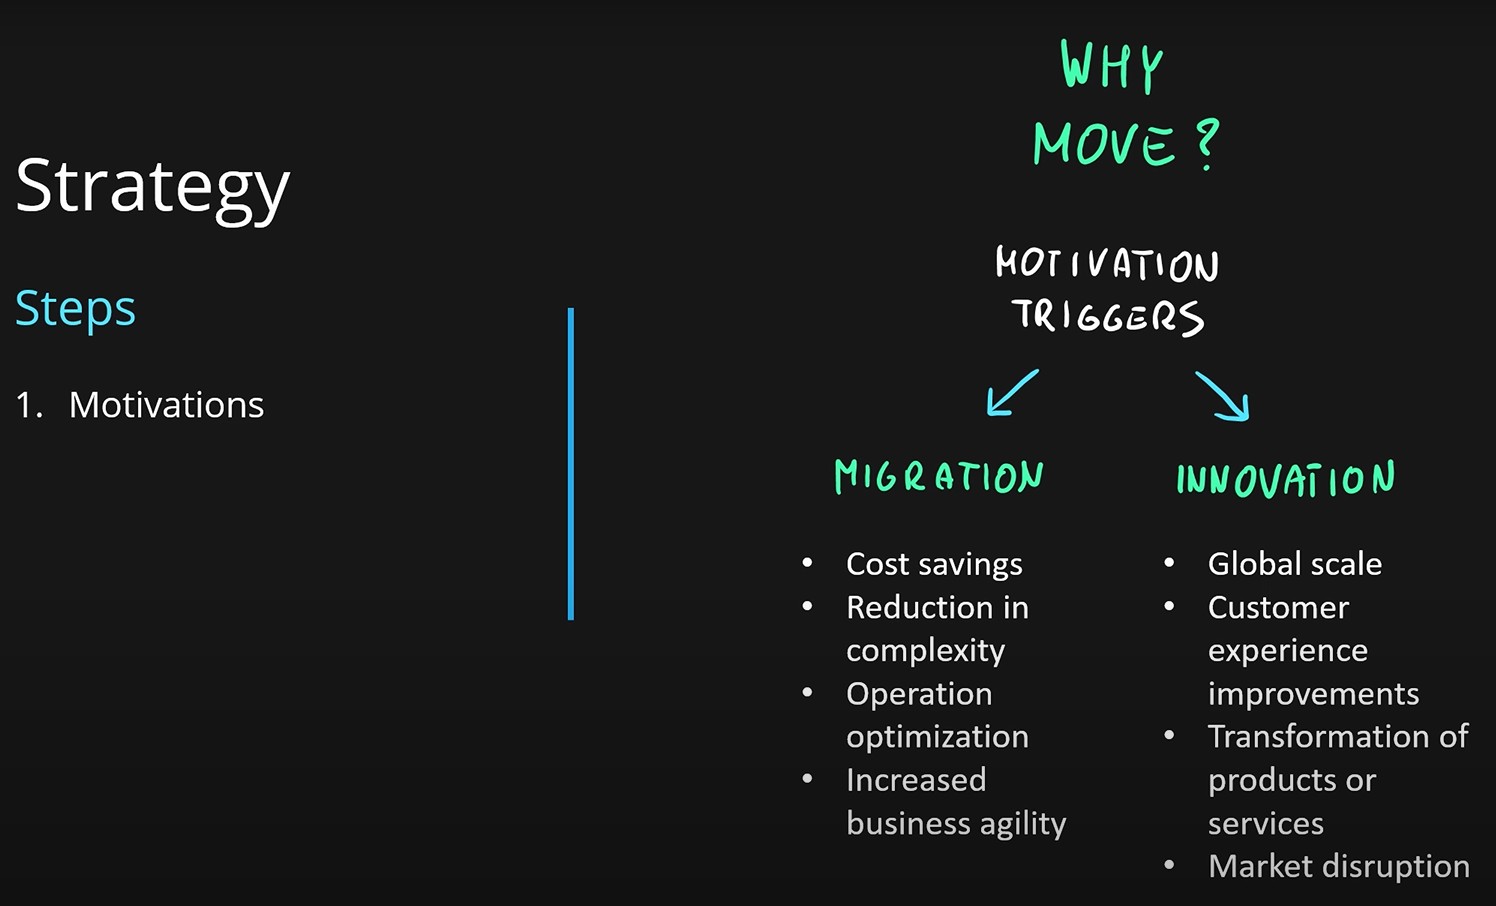 Strategy
Steps
1. Motivations
WHY
MOVE?
MOTIVATION
TRIGGERS
MIGRATION
• Cost savings
• Reduction in
complexity
• Operation
optimization
• Increased
business agility
INNOVATION
• Global scale
• Customer
experience
improvements
• Transformation of
products or
services
• Market disruption